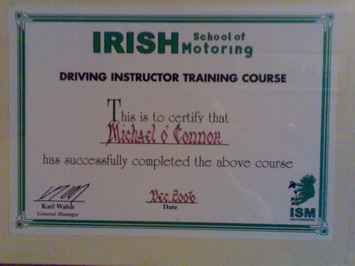 IRISH School of Motoring
DRIVING INSTRUCTOR TRAINING COURSE
This is to certify that
Michael o' Connor
has successfully completed the above course
Dec. 2006
Karl Walsh
General Manager
Date
ISM